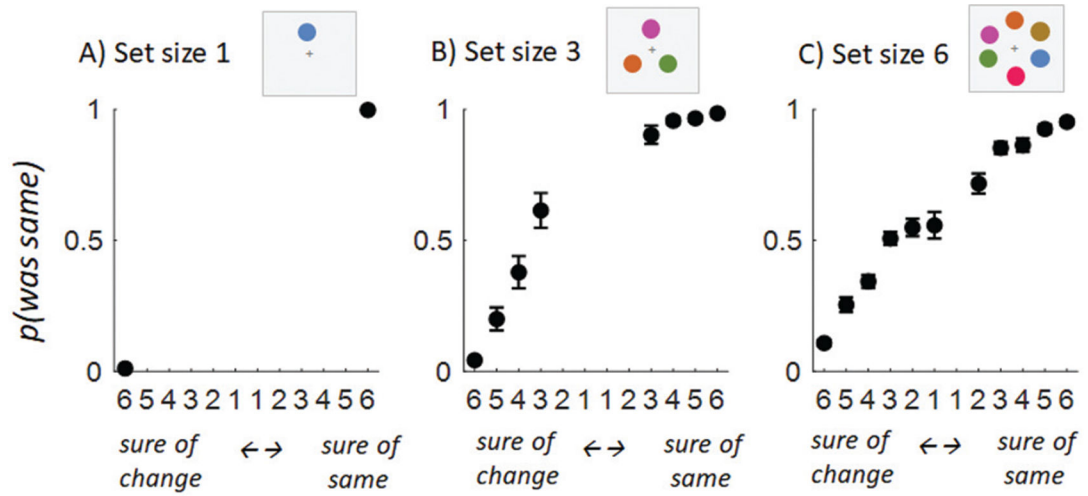 A) Set size 1
B) Set size 3
C) Set size 6
p(was same)
1
0.5
0
6 5 4 3 2 1 1 2 3 4 5 6
sure of change ←→ sure of same
1
0.5
0
6 5 4 3 2 1 1 2 3 4 5 6
sure of change ←→ sure of same
1
0.5
0
6 5 4 3 2 1 1 2 3 4 5 6
sure of change ←→ sure of same